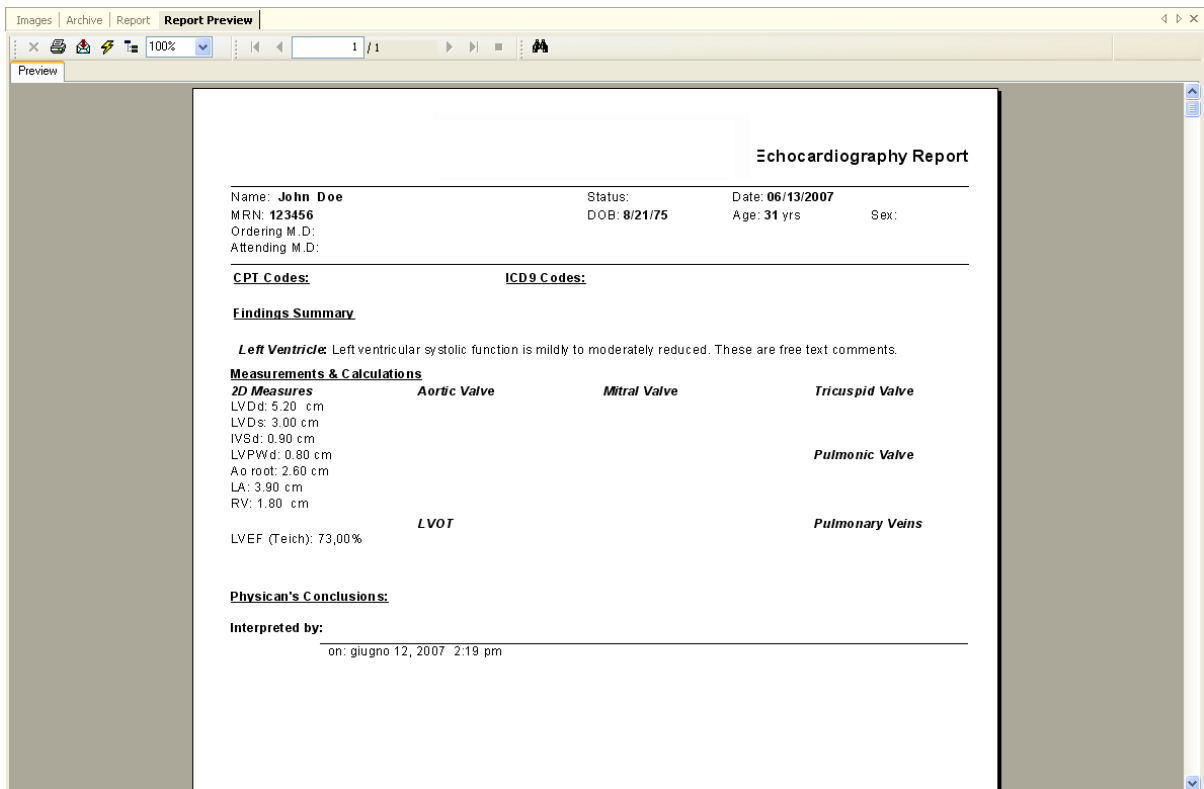 Images Archive Report Report Preview
100% 1 / 1
Preview
Echocardiography Report
Name: John Doe Status: Date: 06/13/2007
MRN: 123456 DOB: 8/21/75 Age: 31 yrs Sex:
Ordering M.D:
Attending M.D:
CPT Codes: ICD9 Codes:
Findings Summary
Left Ventricle: Left ventricular systolic function is mildly to moderately reduced. These are free text comments.
Measurements & Calculations
2D Measures Aortic Valve Mitral Valve Tricuspid Valve
LVDd: 5.20 cm
LVDs: 3.00 cm
IVSd: 0.90 cm
LVPWd: 0.80 cm Pulmonic Valve
Ao root: 2.60 cm
LA: 3.90 cm
RV: 1.80 cm
LVOT Pulmonary Veins
LVEF (Teich): 73,00%
Physican's Conclusions:
Interpreted by:
on: giugno 12, 2007 2:19 pm